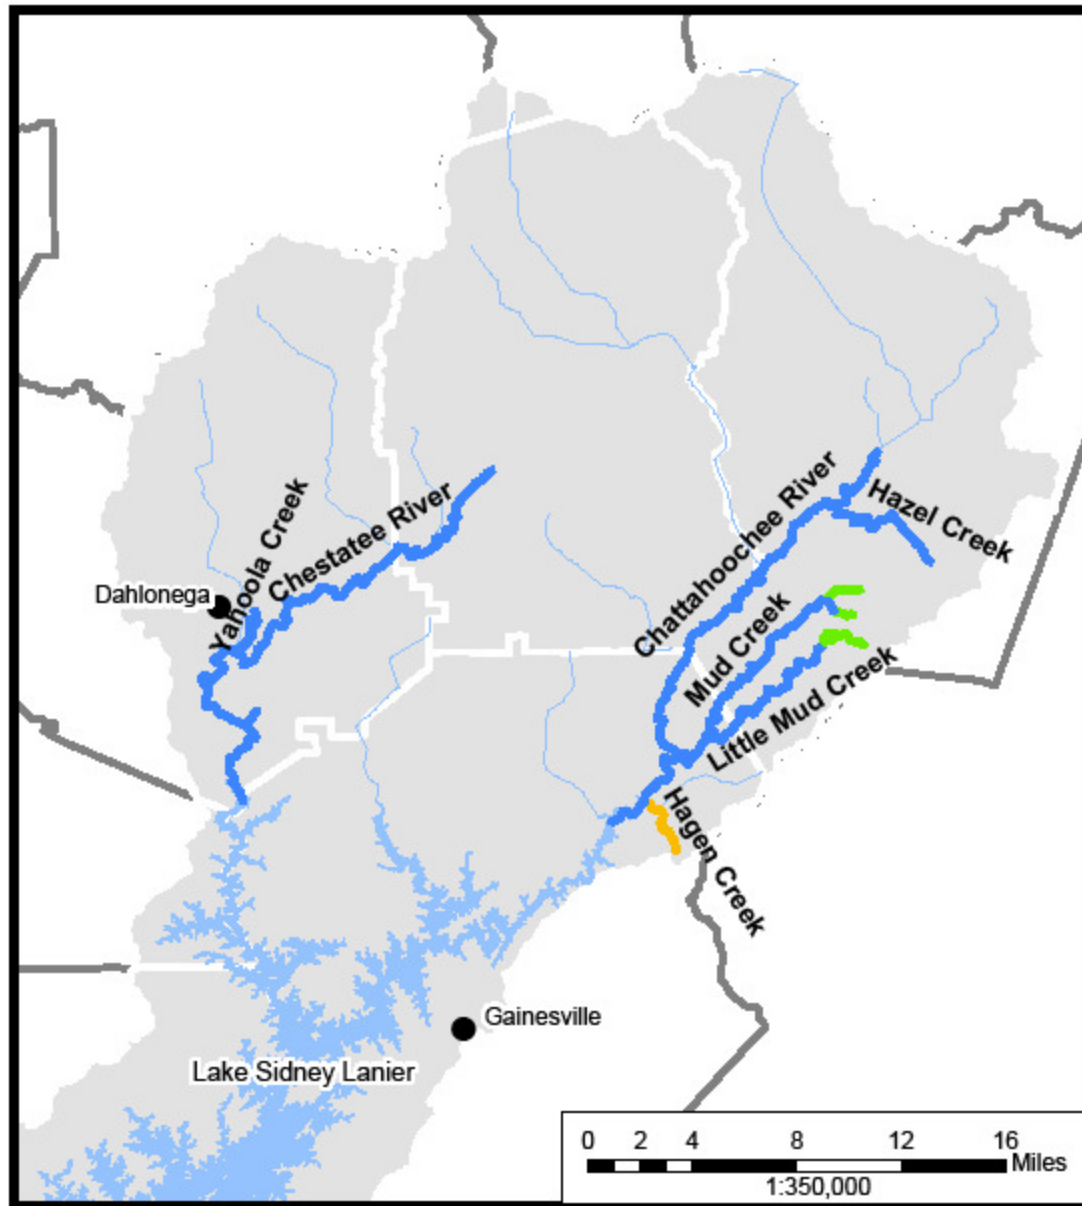 Hazel Creek
Chattahoochee River
Yahoola Creek
Chestatee River
Dahlonega
Mud Creek
Little Mud Creek
Hagen Creek
Gainesville
Lake Sidney Lanier
0 2 4 8 12 16
Miles
1:350,000